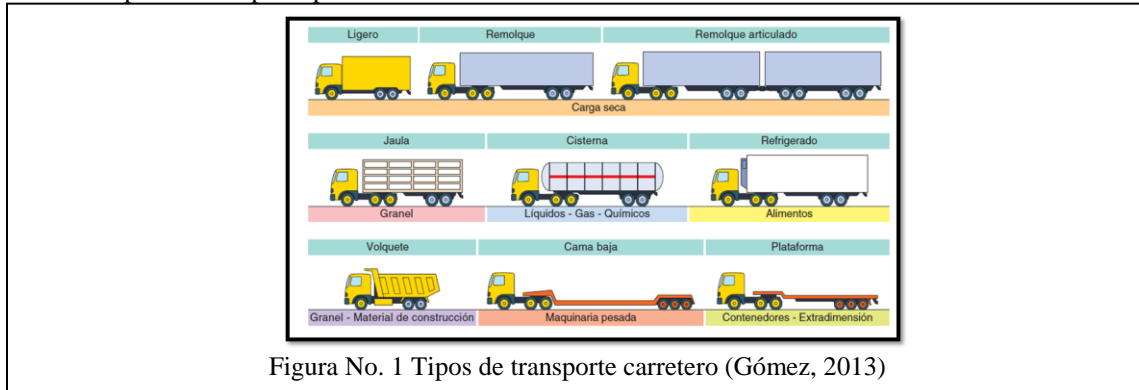 Ligero Remolque Remolque articulado
Carga seca
Jaula Cisterna Refrigerado
Granel Líquidos - Gas - Químicos Alimentos
Volquete Cama baja Plataforma
Granel - Material de construcción Maquinaria pesada Contenedores - Extradimensión
Figura No. 1 Tipos de transporte carretero (Gómez, 2013)